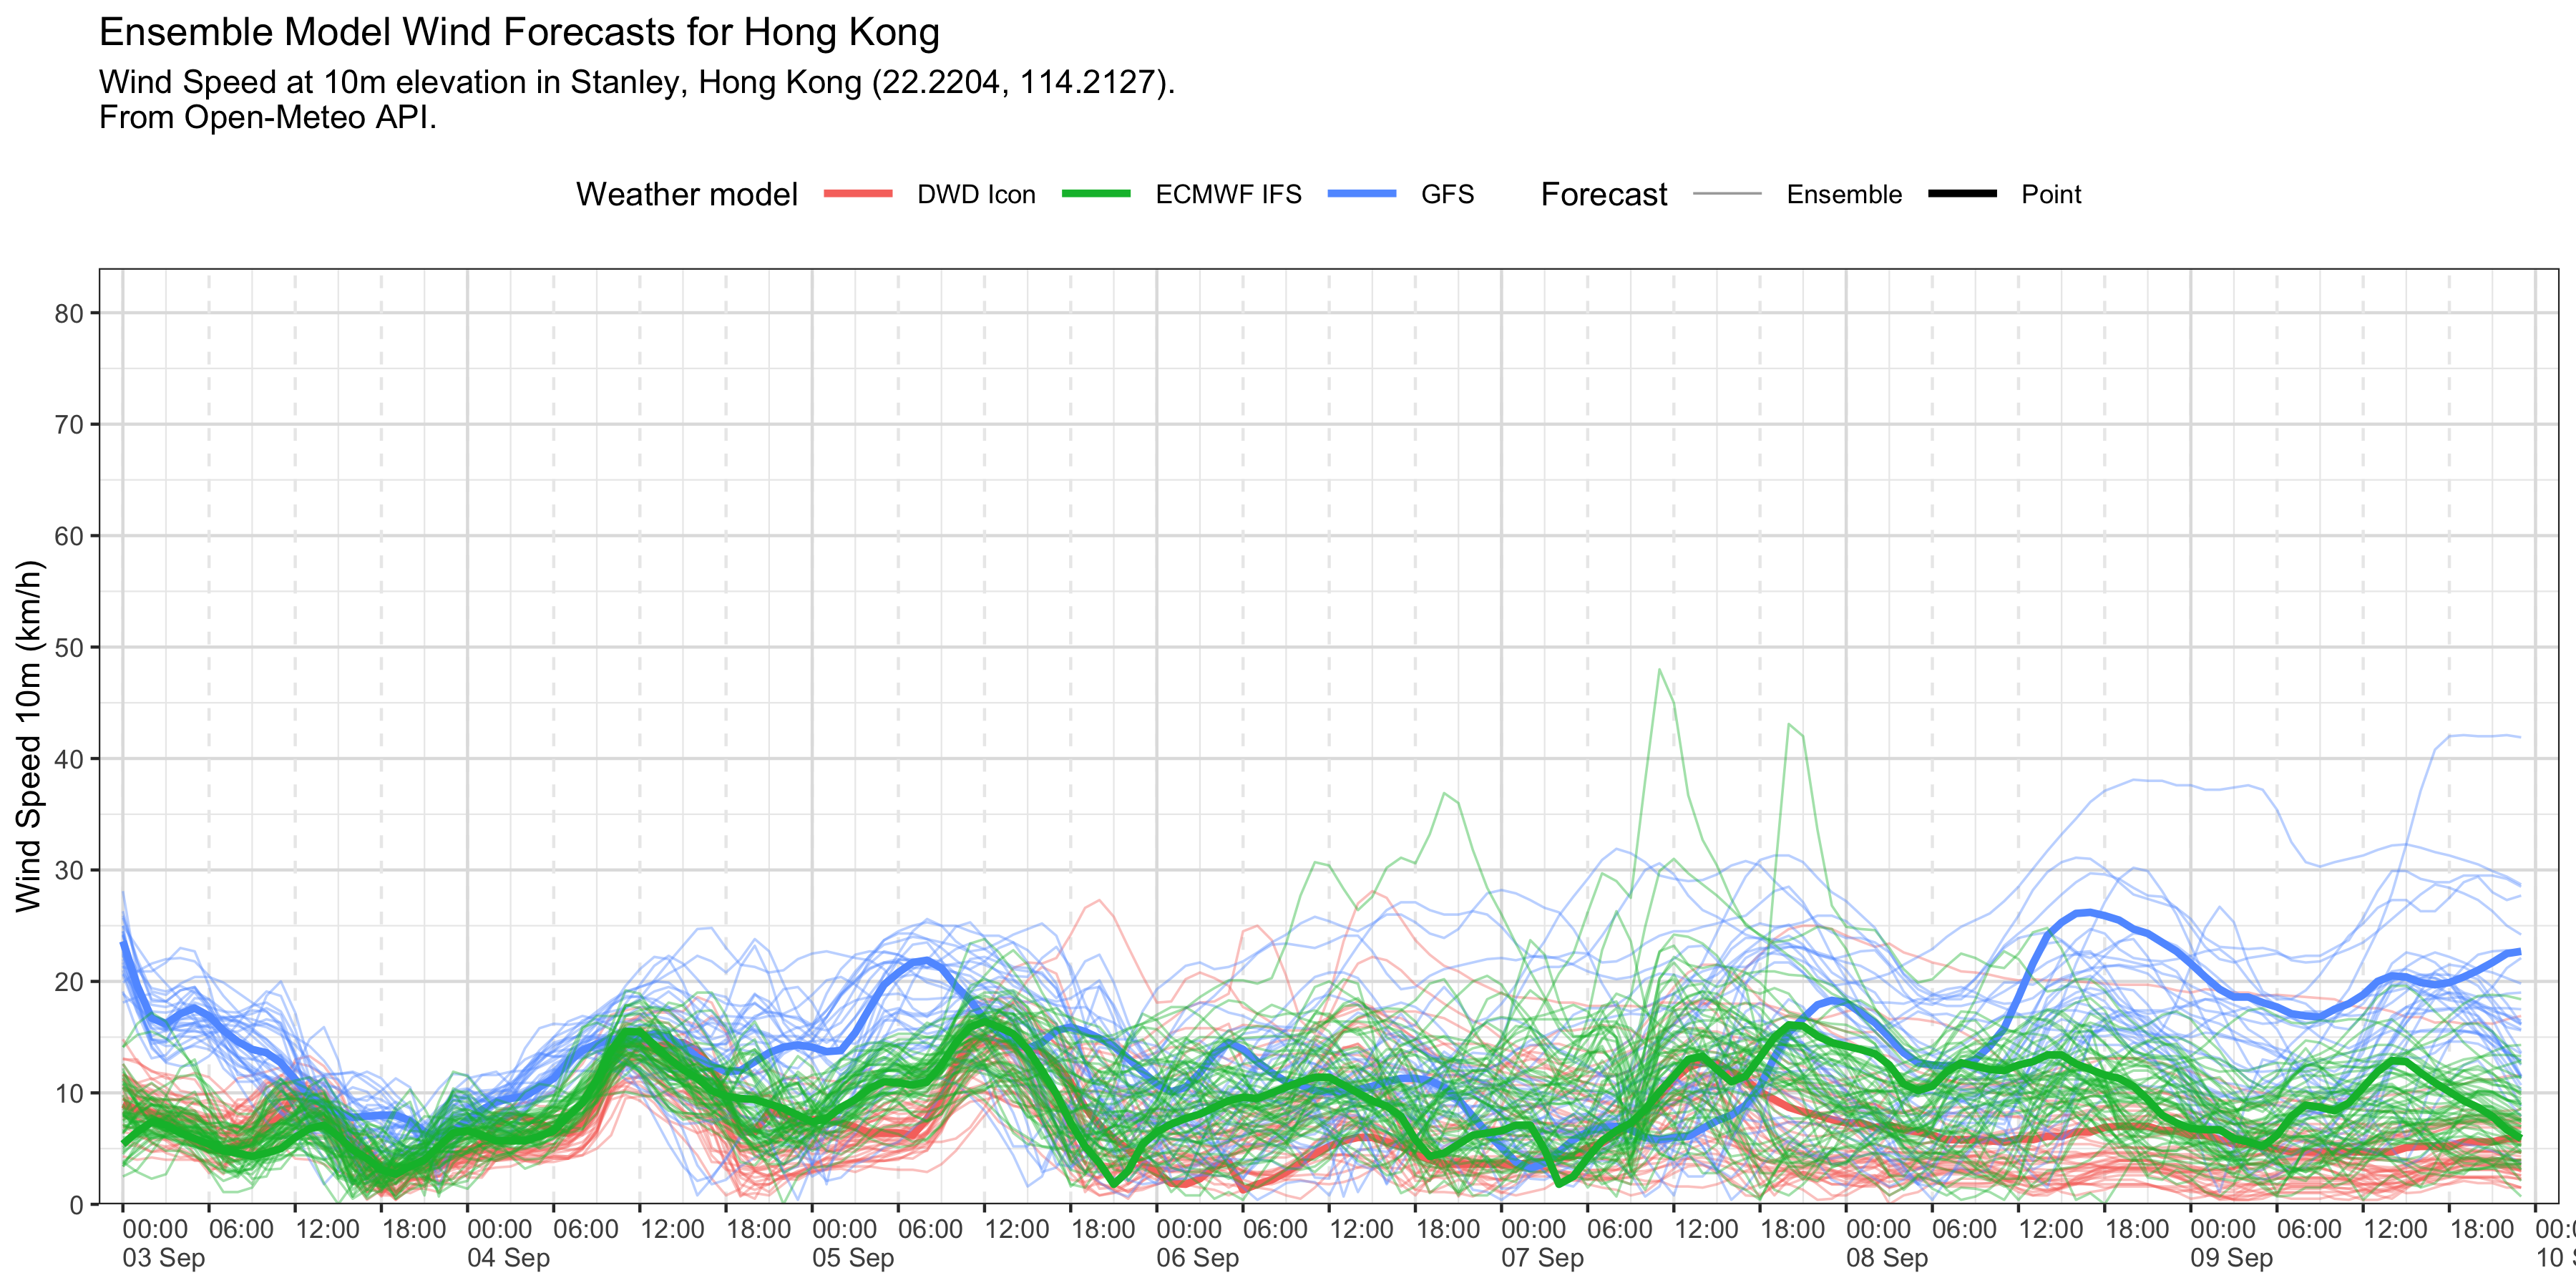 Ensemble Model Wind Forecasts for Hong Kong
Wind Speed at 10m elevation in Stanley, Hong Kong (22.2204, 114.2127).
From Open-Meteo API.
Weather model DWD Icon ECMWF IFS GFS Forecast Ensemble Point
Wind Speed 10m (km/h)
80
70
60
50
40
30
20
10
0
00:00 06:00 12:00 18:00 00:00 06:00 12:00 18:00 00:00 06:00 12:00 18:00 00:00 06:00 12:00 18:00 00:00 06:00 12:00 18:00 00:00 06:00 12:00 18:00 00:00 06:00 12:00 18:00
03 Sep 04 Sep 05 Sep 06 Sep 07 Sep 08 Sep 09 Sep 10